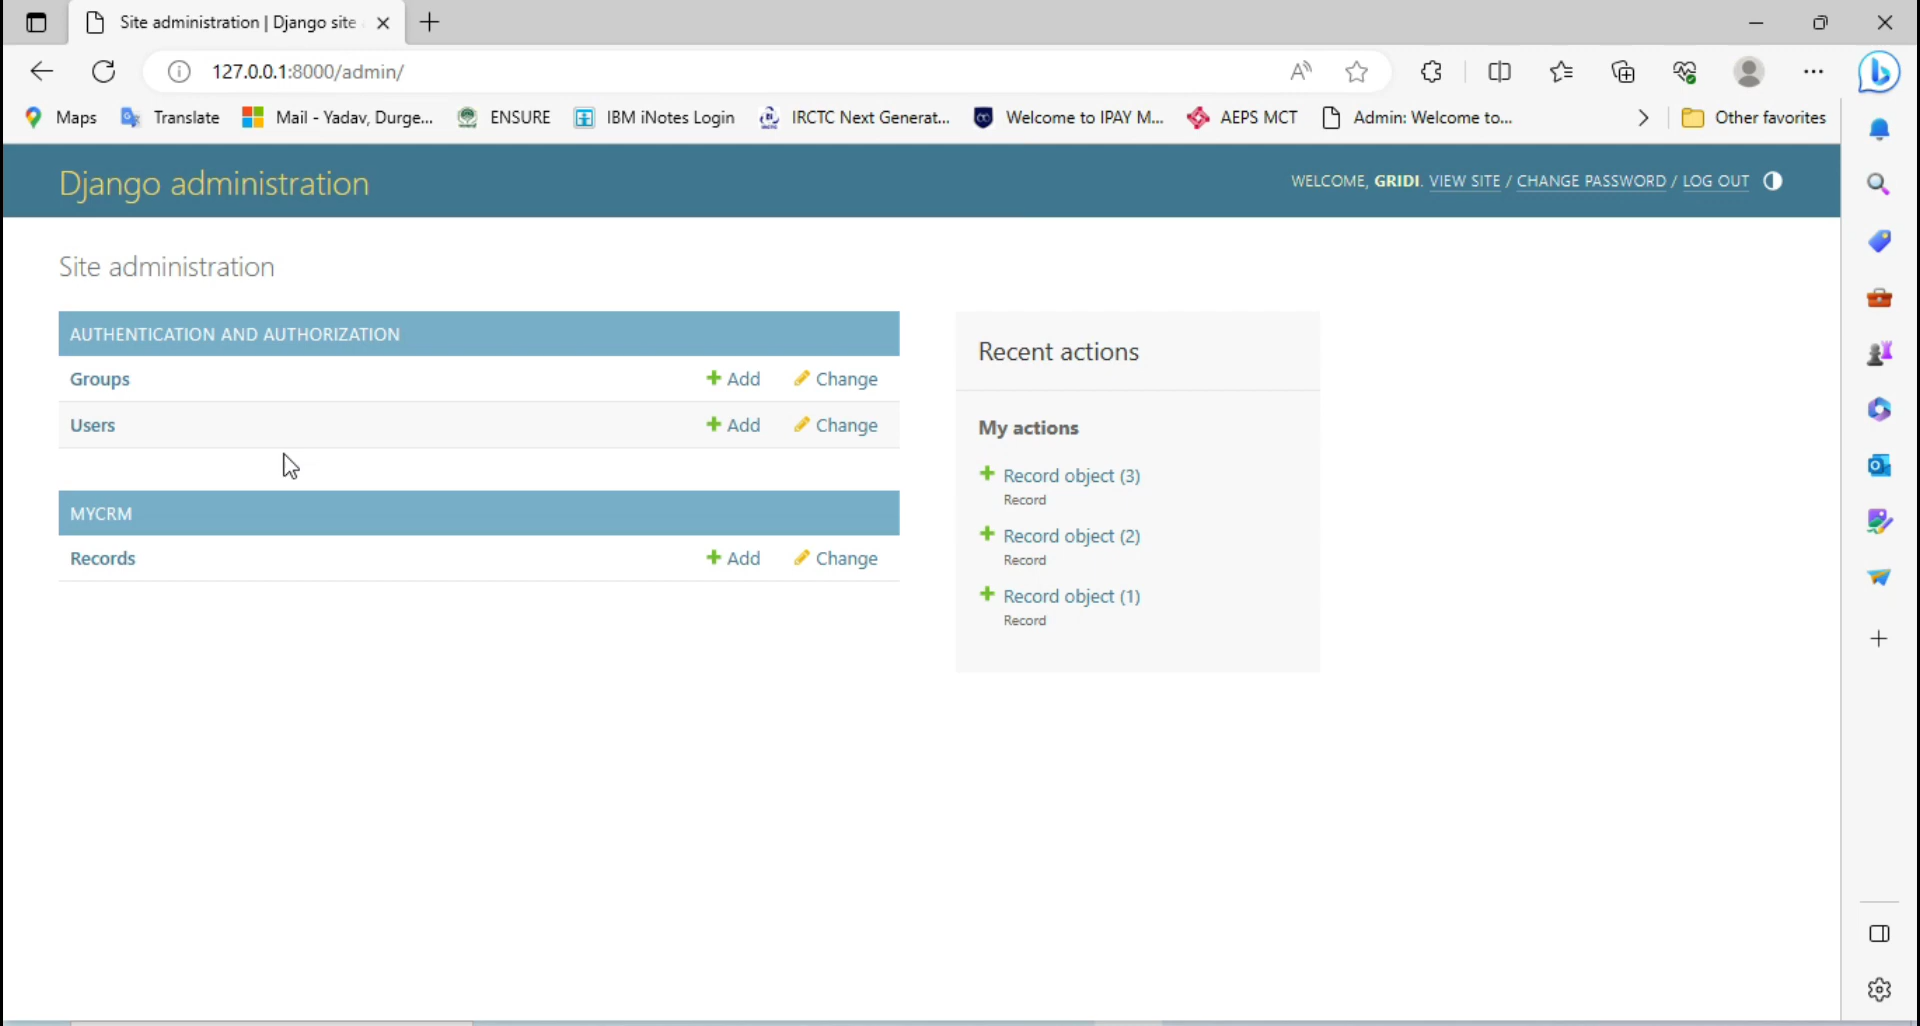 Site administration | Django site
127.0.0.1:8000/admin/
Maps Translate Mail - Yadav, Durge... ENSURE IBM iNotes Login IRCTC Next Generat... Welcome to IPAY M... AEPS MCT Admin: Welcome to... Other favorites
Django administration
WELCOME, GRIDI. VIEW SITE / CHANGE PASSWORD / LOG OUT
Site administration
AUTHENTICATION AND AUTHORIZATION
Groups Add Change
Users Add Change
MYCRM
Records Add Change
Recent actions
My actions
Record object (3)
Record
Record object (2)
Record
Record object (1)
Record